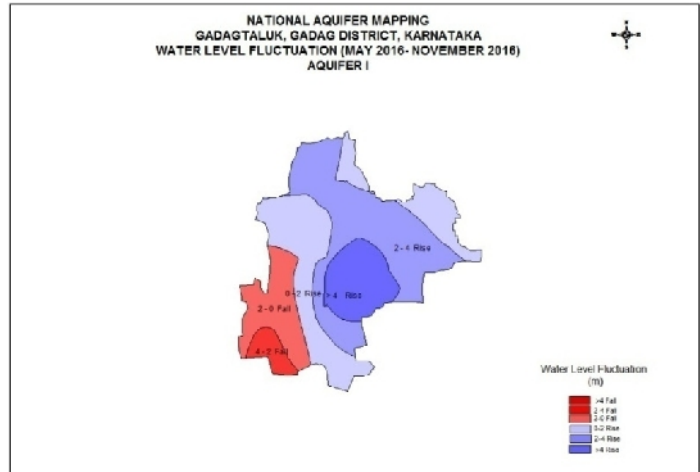 NATIONAL AQUIFER MAPPING
GADAGTALUK, GADAG DISTRICT, KARNATAKA
WATER LEVEL FLUCTUATION (MAY 2016- NOVEMBER 2016)
AQUIFER I
2 - 4 Rise
0 - 2 Rise
>4 Rise
2 - 0 Fall
4 - 2 Fall
Water Level Fluctuation
(m)
>4 Fall
2-4 Fall
2-0 Fall
0-2 Rise
2-4 Rise
>4 Rise